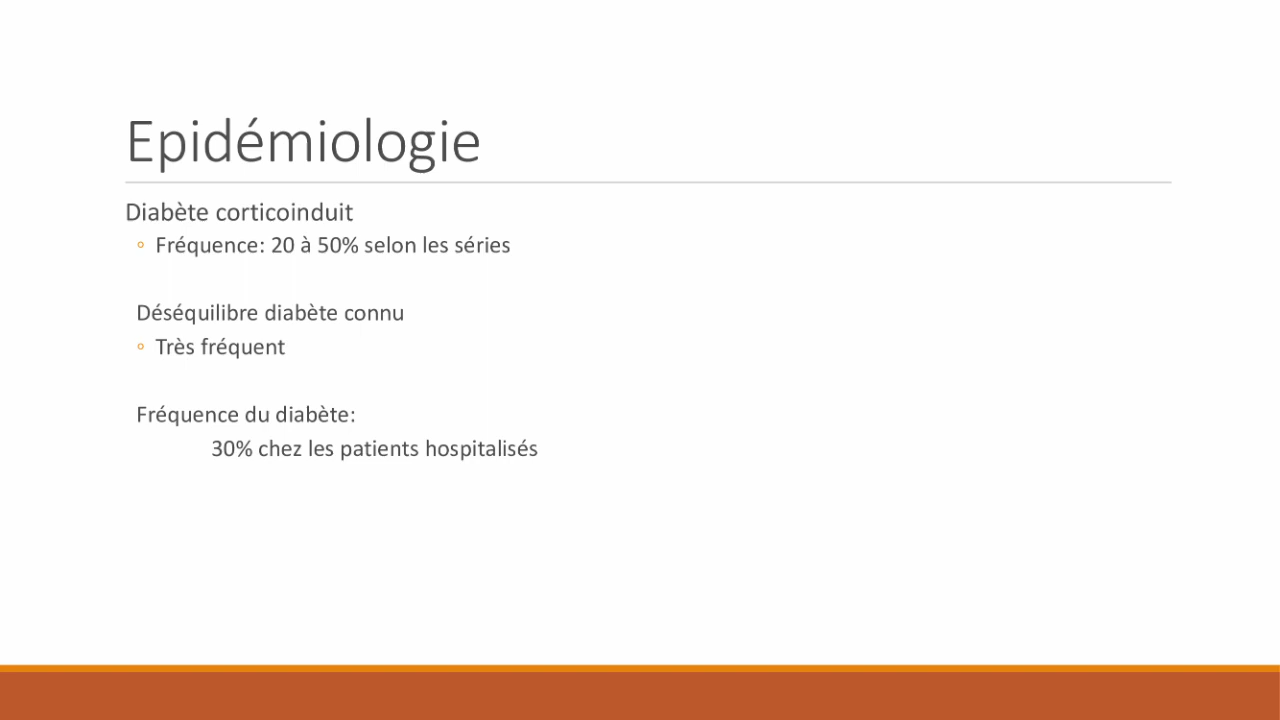 Epidémiologie
Diabète corticoinduit
◦ Fréquence: 20 à 50% selon les séries
Déséquilibre diabète connu
◦ Très fréquent
Fréquence du diabète:
30% chez les patients hospitalisés